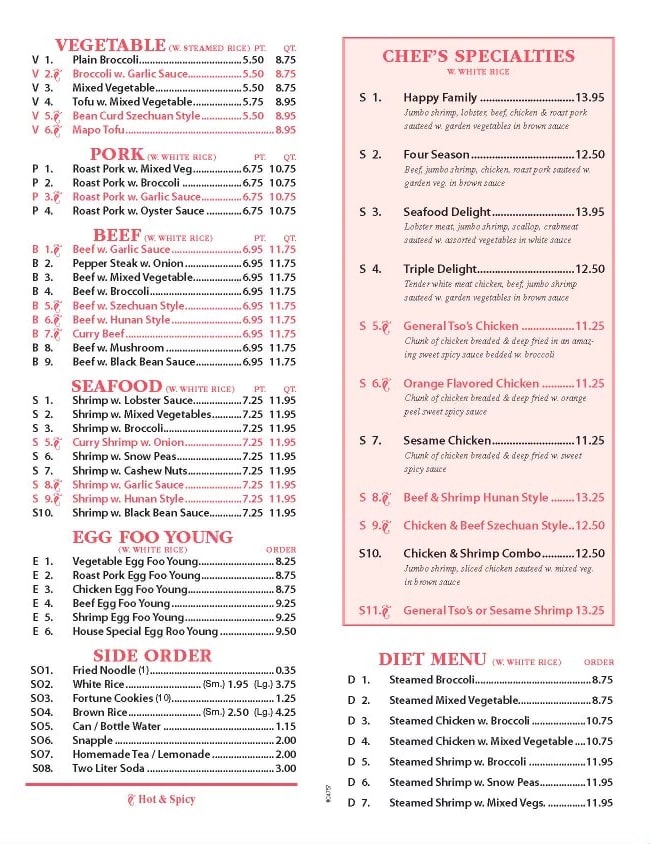 VEGETABLE (W. STEAMED RICE) PT. QT.
V 1. Plain Broccoli 5.50 8.75
V 2. Broccoli w. Garlic Sauce 5.50 8.75
V 3. Mixed Vegetable 5.50 8.75
V 4. Tofu w. Mixed Vegetable 5.75 8.95
V 5. Bean Curd Szechuan Style 5.50 8.95
V 6. Mapo Tofu 8.95
PORK (W. WHITE RICE) PT. QT.
P 1. Roast Pork w. Mixed Veg 6.75 10.75
P 2. Roast Pork w. Broccoli 6.75 10.75
P 3. Roast Pork w. Garlic Sauce 6.75 10.75
P 4. Roast Pork w. Oyster Sauce 6.75 10.75
BEEF (W. WHITE RICE) PT. QT.
B 1. Beef w. Garlic Sauce 6.95 11.75
B 2. Pepper Steak w. Onion 6.95 11.75
B 3. Beef w. Mixed Vegetable 6.95 11.75
B 4. Beef w. Broccoli 6.95 11.75
B 5. Beef w. Szechuan Style 6.95 11.75
B 6. Beef w. Hunan Style 6.95 11.75
B 7. Curry Beef 6.95 11.75
B 8. Beef w. Mushroom 6.95 11.75
B 9. Beef w. Black Bean Sauce 6.95 11.75
SEAFOOD (W. WHITE RICE) PT. QT.
S 1. Shrimp w. Lobster Sauce 7.25 11.95
S 2. Shrimp w. Mixed Vegetables 7.25 11.95
S 3. Shrimp w. Broccoli 7.25 11.95
S 5. Curry Shrimp w. Onion 7.25 11.95
S 6. Shrimp w. Snow Peas 7.25 11.95
S 7. Shrimp w. Cashew Nuts 7.25 11.95
S 8. Shrimp w. Garlic Sauce 7.25 11.95
S 9. Shrimp w. Hunan Style 7.25 11.95
S10. Shrimp w. Black Bean Sauce 7.25 11.95
EGG FOO YOUNG
(W. WHITE RICE) ORDER
E 1. Vegetable Egg Foo Young 8.25
E 2. Roast Pork Egg Foo Young 8.75
E 3. Chicken Egg Foo Young 8.75
E 4. Beef Egg Foo Young 9.25
E 5. Shrimp Egg Foo Young 9.25
E 6. House Special Egg Roo Young 9.50
SIDE ORDER
SO1. Fried Noodle (1) 0.35
SO2. White Rice (Sm.) 1.95 (Lg.) 3.75
SO3. Fortune Cookies (10) 1.25
SO4. Brown Rice (Sm.) 2.50 (Lg.) 4.25
SO5. Can / Bottle Water 1.15
SO6. Snapple 2.00
SO7. Homemade Tea / Lemonade 2.00
S08. Two Liter Soda 3.00
Hot & Spicy
CHEF'S SPECIALTIES
W. WHITE RICE
S 1. Happy Family 13.95
Jumbo shrimp, lobster, beef, chicken & roast pork
sauteed w. garden vegetables in brown sauce
S 2. Four Season 12.50
Beef, jumbo shrimp, chicken, roast pork sauteed w.
garden veg. in brown sauce
S 3. Seafood Delight 13.95
Lobster meat, jumbo shrimp, scallop, crabmeat
sauteed w. assorted vegetables in white sauce
S 4. Triple Delight 12.50
Tender white meat chicken, beef, jumbo shrimp
sauteed w. garden vegetables in brown sauce
S 5. General Tso's Chicken 11.25
Chunk of chicken breaded & deep fried in an amaz-
ing sweet spicy sauce bedded w. broccoli
S 6. Orange Flavored Chicken 11.25
Chunk of chicken breaded & deep fried w. orange
peel sweet spicy sauce
S 7. Sesame Chicken 11.25
Chunk of chicken breaded & deep fried w. sweet
spicy sauce
S 8. Beef & Shrimp Hunan Style 13.25
S 9. Chicken & Beef Szechuan Style 12.50
S10. Chicken & Shrimp Combo 12.50
Jumbo shrimp, sliced chicken sauteed w. mixed veg.
in brown sauce
S11. General Tso's or Sesame Shrimp 13.25
DIET MENU (W. WHITE RICE) ORDER
D 1. Steamed Broccoli 8.75
D 2. Steamed Mixed Vegetable 8.75
D 3. Steamed Chicken w. Broccoli 10.75
D 4. Steamed Chicken w. Mixed Vegetable 10.75
D 5. Steamed Shrimp w. Broccoli 11.95
D 6. Steamed Shrimp w. Snow Peas 11.95
D 7. Steamed Shrimp w. Mixed Vegs. 11.95